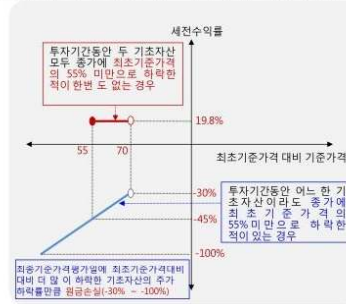 세전수익률
투자기간동안 두 기초자산
모두 종가에 최초기준가격
의 55% 미만으로 하락한
적이 한번 도 없는 경우
19.8%
55
70
최초기준가격 대비 기준가격
-30%
투자기간동안 어느 한 기
초자산이라도 종가에
최초기준가격의
55%미만으로 하락한
적이 있는 경우
-45%
-100%
최종기준가격평가일에 최초기준가격대비
대비 더 많이 하락한 기초자산의 주가
하락률만큼 원금손실(-30% ~ -100%)